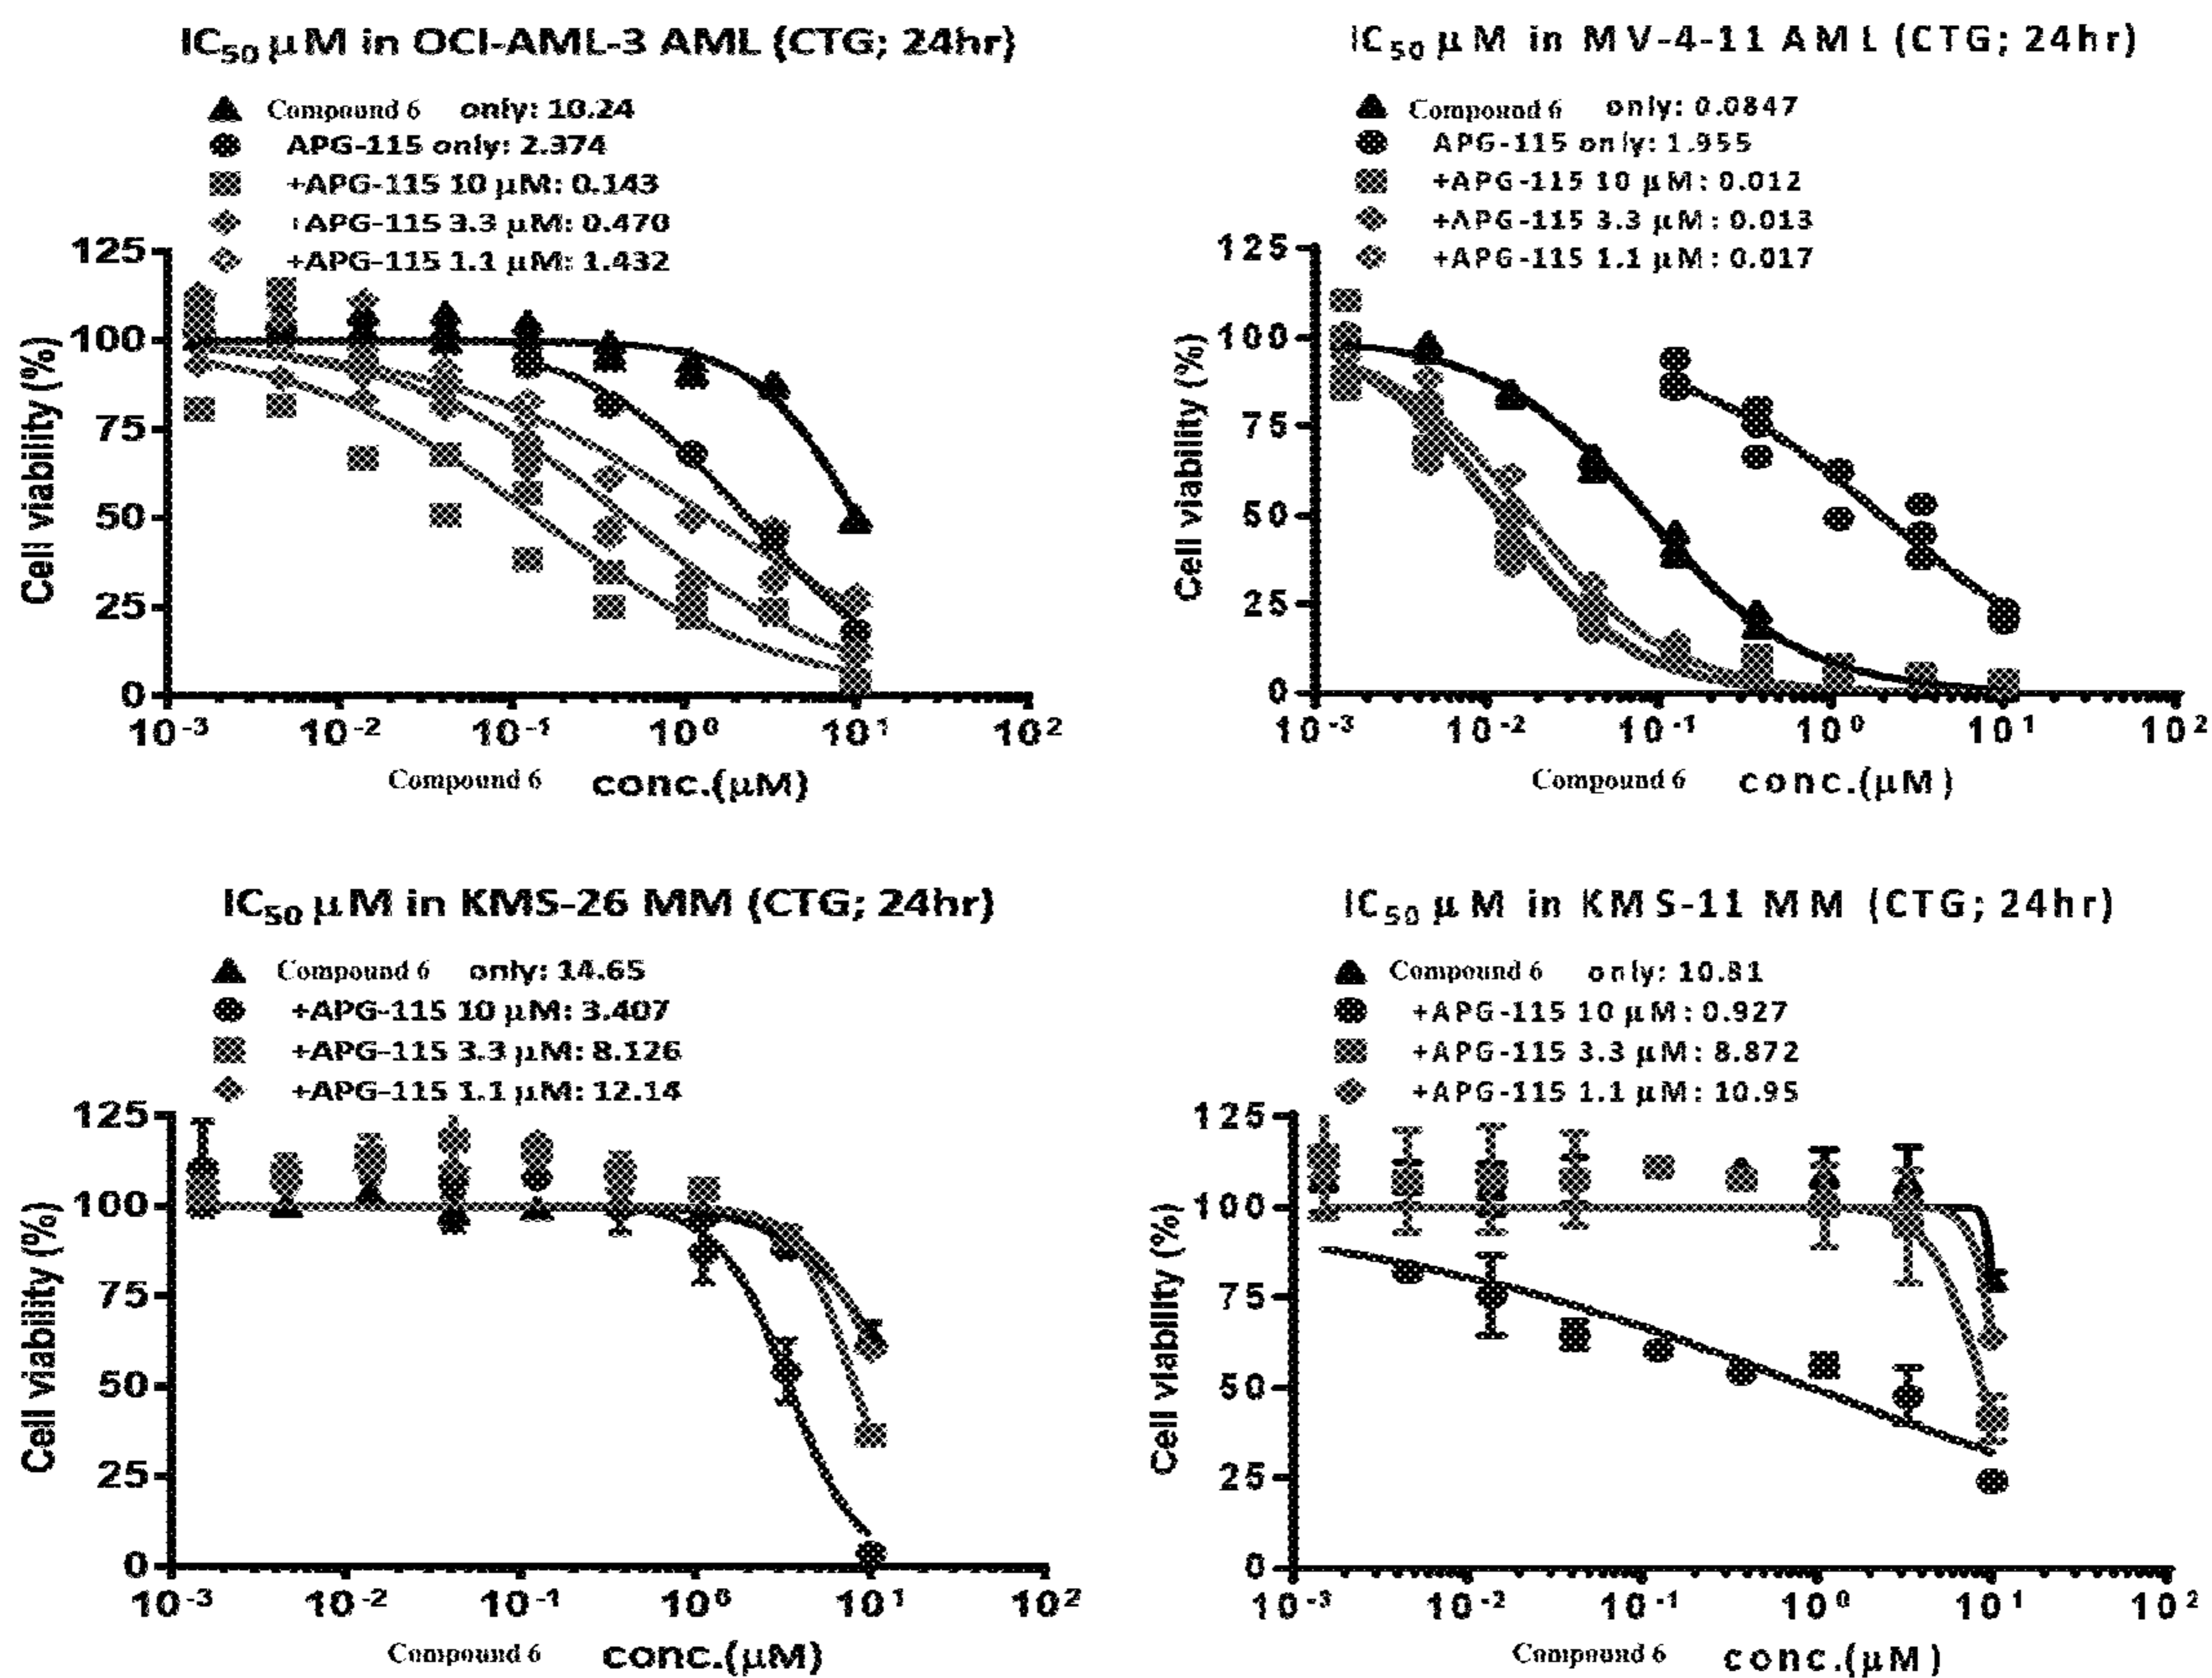 IC50 μM in OCI-AML-3 AML (CTG; 24hr)
Compound 6 only: 10.24
APG-115 only: 2.374
+APG-115 10 μM: 0.143
+APG-115 3.3 μM: 0.470
+APG-115 1.1 μM: 1.432
125
100
75
50
25
0
Cell viability (%)
10-3 10-2 10-1 100 101 102
Compound 6 conc.(μM)
IC50 μM in MV-4-11 AML (CTG; 24hr)
Compound 6 only: 0.0847
APG-115 only: 1.955
+APG-115 10 μM: 0.012
+APG-115 3.3 μM: 0.013
+APG-115 1.1 μM: 0.017
125
100
75
50
25
0
Cell viability (%)
10-3 10-2 10-1 100 101 102
Compound 6 conc.(μM)
IC50 μM in KMS-26 MM (CTG; 24hr)
Compound 6 only: 14.65
+APG-115 10 μM: 3.407
+APG-115 3.3 μM: 8.126
+APG-115 1.1 μM: 12.14
125
100
75
50
25
0
Cell viability (%)
10-3 10-2 10-1 100 101 102
Compound 6 conc.(μM)
IC50 μM in KMS-11 MM (CTG; 24hr)
Compound 6 only: 10.81
+APG-115 10 μM: 0.927
+APG-115 3.3 μM: 8.872
+APG-115 1.1 μM: 10.95
125
100
75
50
25
0
Cell viability (%)
10-3 10-2 10-1 100 101 102
Compound 6 conc.(μM)